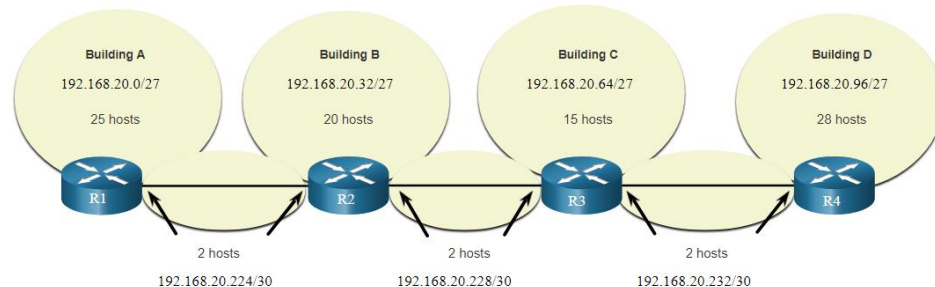 Building A
192.168.20.0/27
25 hosts
Building B
192.168.20.32/27
20 hosts
Building C
192.168.20.64/27
15 hosts
Building D
192.168.20.96/27
28 hosts
R1
R2
R3
R4
2 hosts
192.168.20.224/30
2 hosts
192.168.20.228/30
2 hosts
192.168.20.232/30